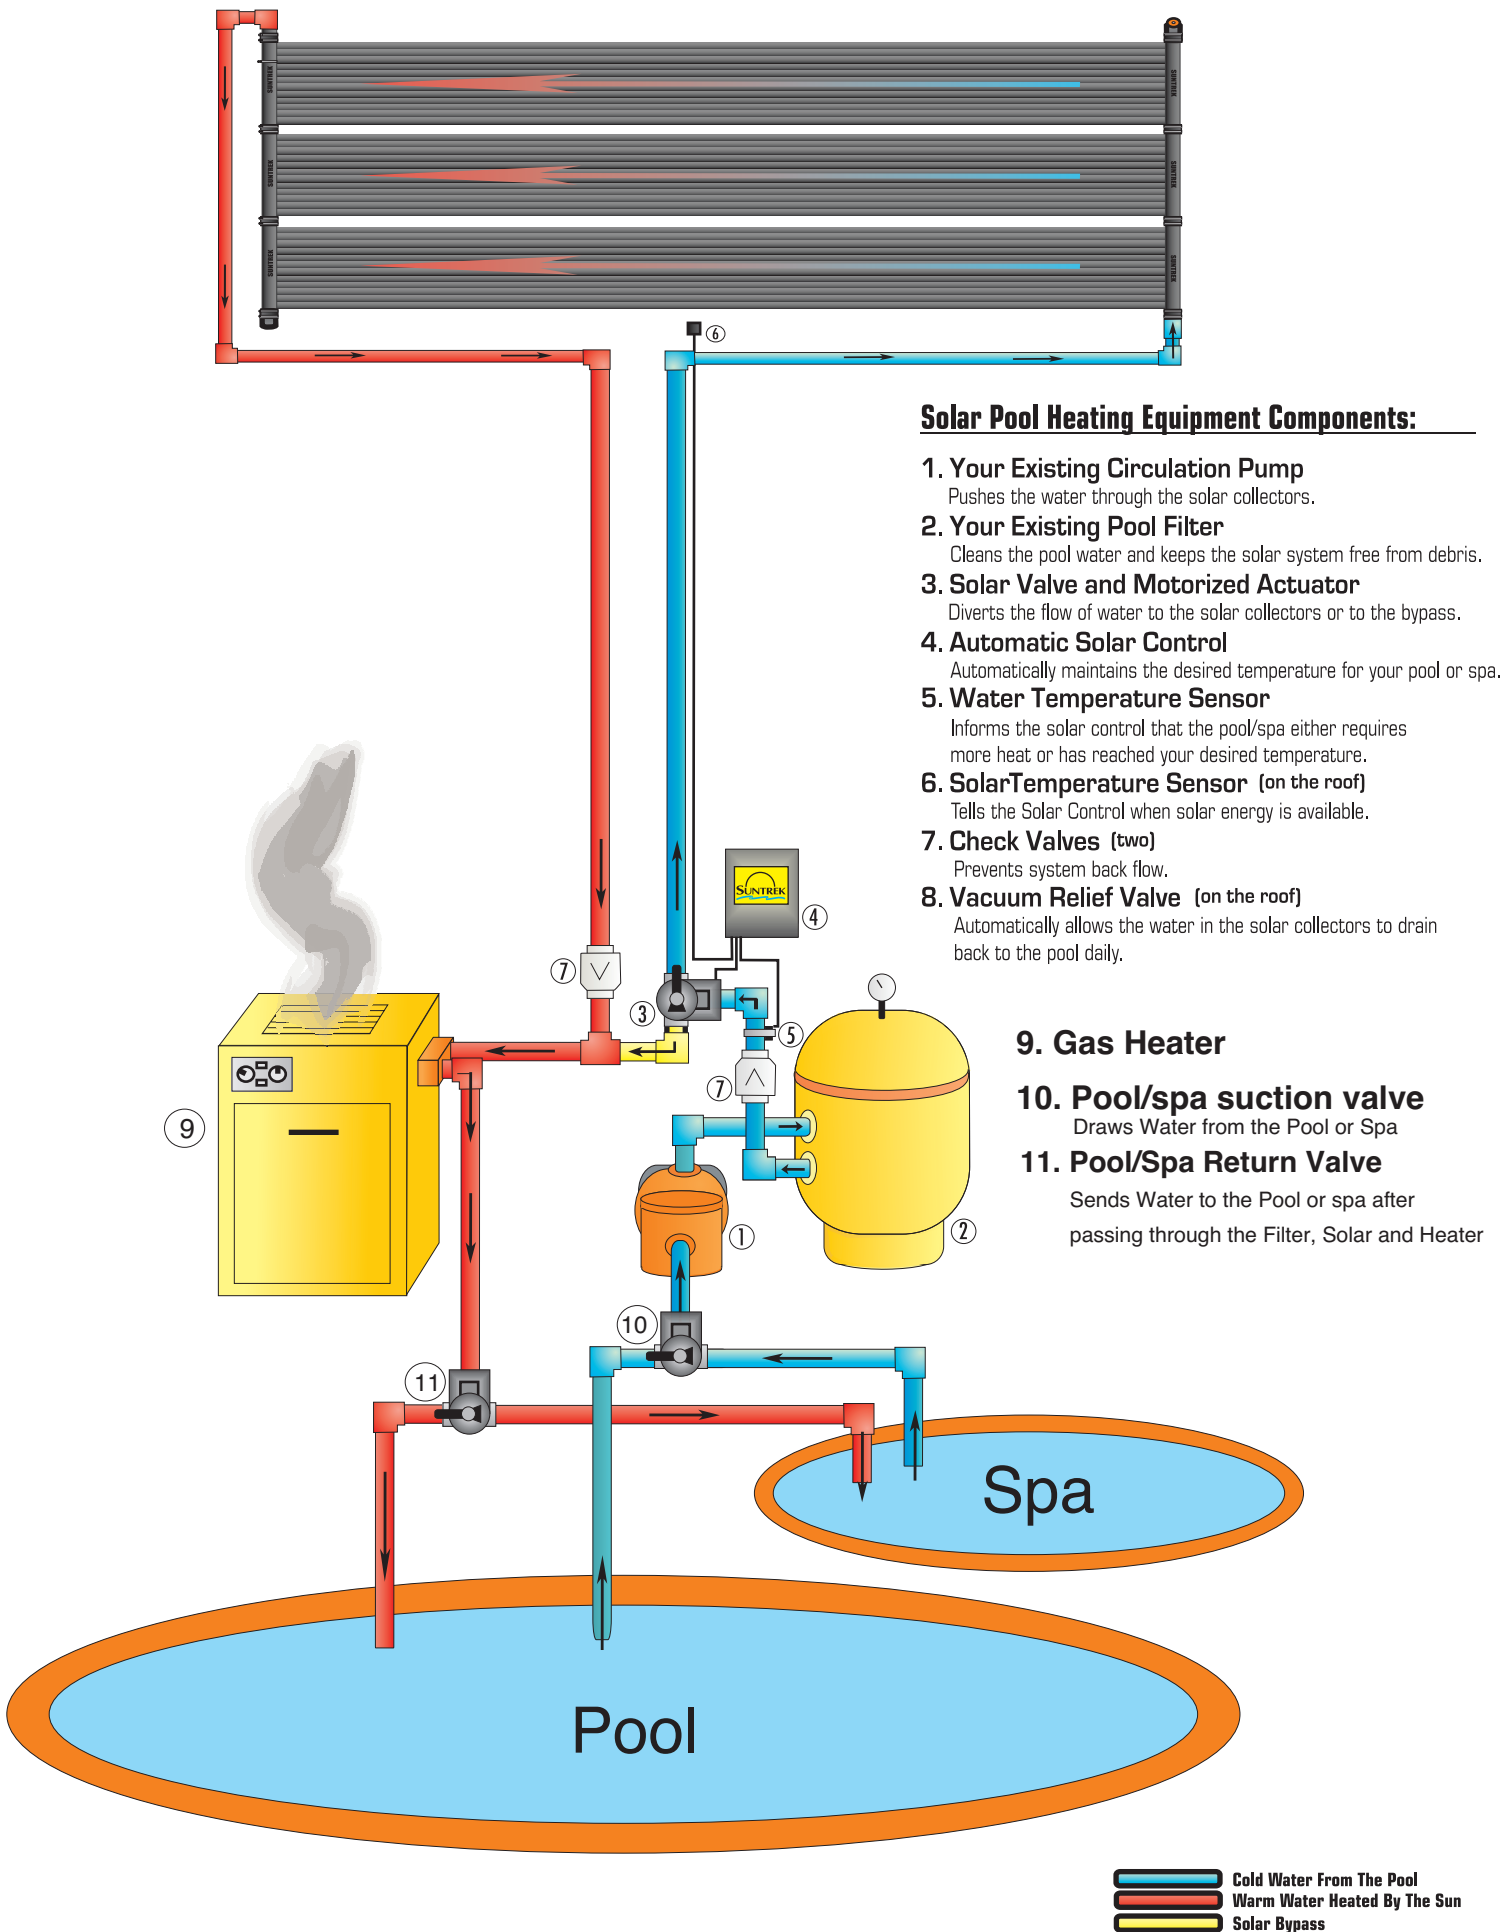 SUNTREK
SUNTREK
SUNTREK
SUNTREK
SUNTREK
SUNTREK
6
Solar Pool Heating Equipment Components:
1. Your Existing Circulation Pump
Pushes the water through the solar collectors.
2. Your Existing Pool Filter
Cleans the pool water and keeps the solar system free from debris.
3. Solar Valve and Motorized Actuator
Diverts the flow of water to the solar collectors or to the bypass.
4. Automatic Solar Control
Automatically maintains the desired temperature for your pool or spa.
5. Water Temperature Sensor
Informs the solar control that the pool/spa either requires
more heat or has reached your desired temperature.
6. SolarTemperature Sensor (on the roof)
Tells the Solar Control when solar energy is available.
7. Check Valves (two)
Prevents system back flow.
8. Vacuum Relief Valve (on the roof)
Automatically allows the water in the solar collectors to drain
back to the pool daily.
SUNTREK
4
7
3
5
7
9. Gas Heater
10. Pool/spa suction valve
Draws Water from the Pool or Spa
11. Pool/Spa Return Valve
Sends Water to the Pool or spa after
passing through the Filter, Solar and Heater
9
1
2
10
11
Spa
Pool
Cold Water From The Pool
Warm Water Heated By The Sun
Solar Bypass